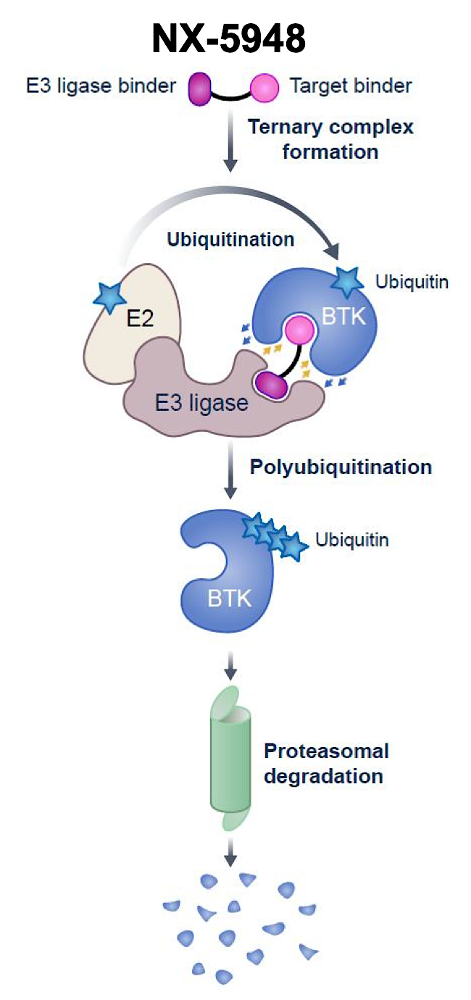 NX-5948
E3 ligase binder
Target binder
Ternary complex
formation
Ubiquitination
Ubiquitin
E2
BTK
E3 ligase
Polyubiquitination
Ubiquitin
BTK
Proteasomal
degradation